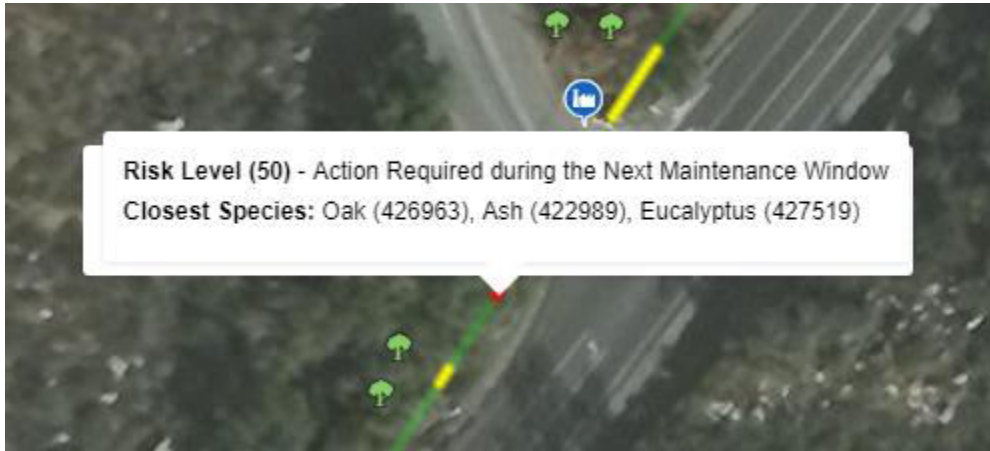 Risk Level (50) - Action Required during the Next Maintenance Window
Closest Species: Oak (426963), Ash (422989), Eucalyptus (427519)